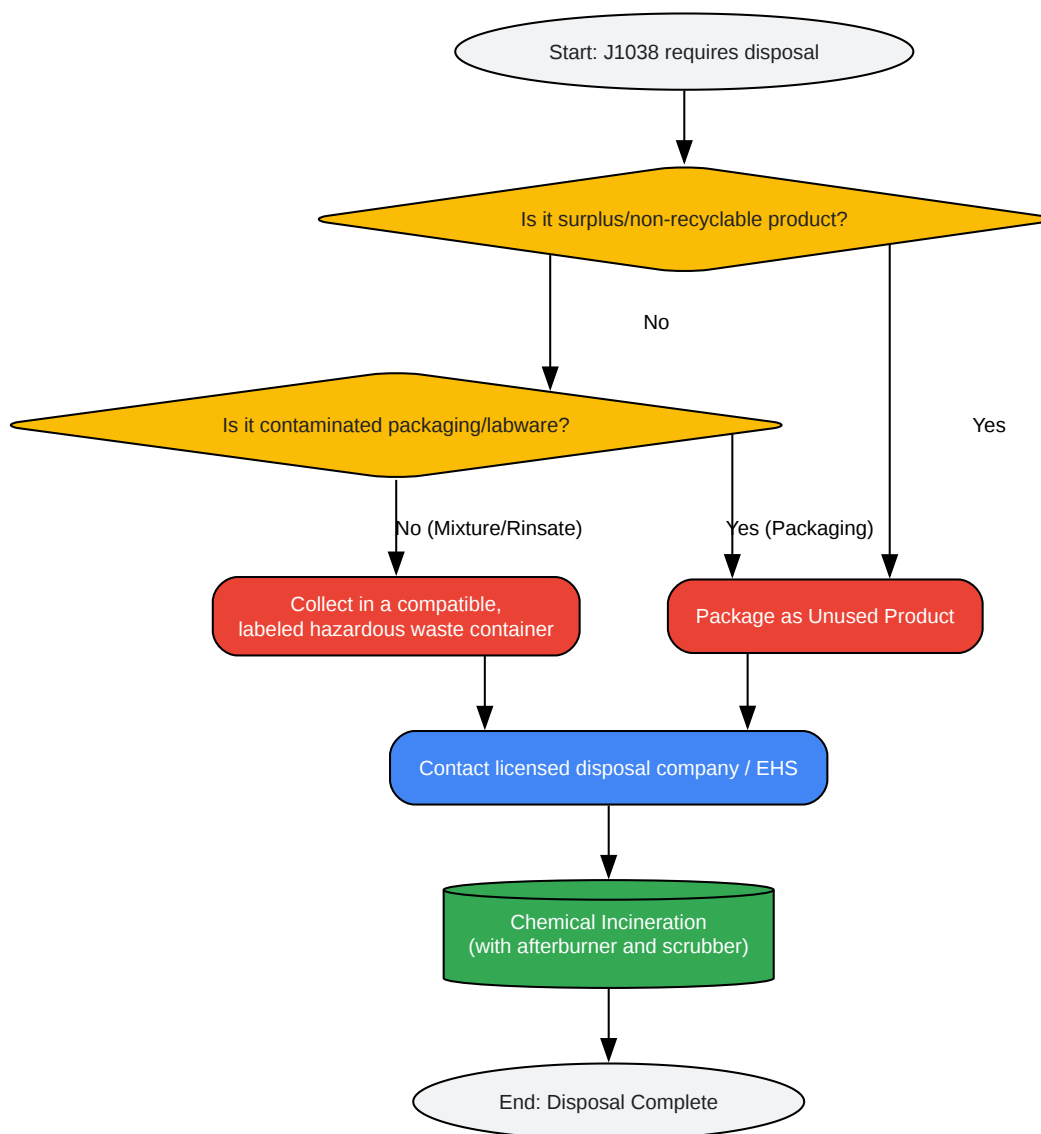 Start: J1038 requires disposal
Is it surplus/non-recyclable product?
No
Is it contaminated packaging/labware?
Yes
No (Mixture/Rinsate)
Yes (Packaging)
Collect in a compatible,
labeled hazardous waste container
Package as Unused Product
Contact licensed disposal company / EHS
Chemical Incineration
(with afterburner and scrubber)
End: Disposal Complete